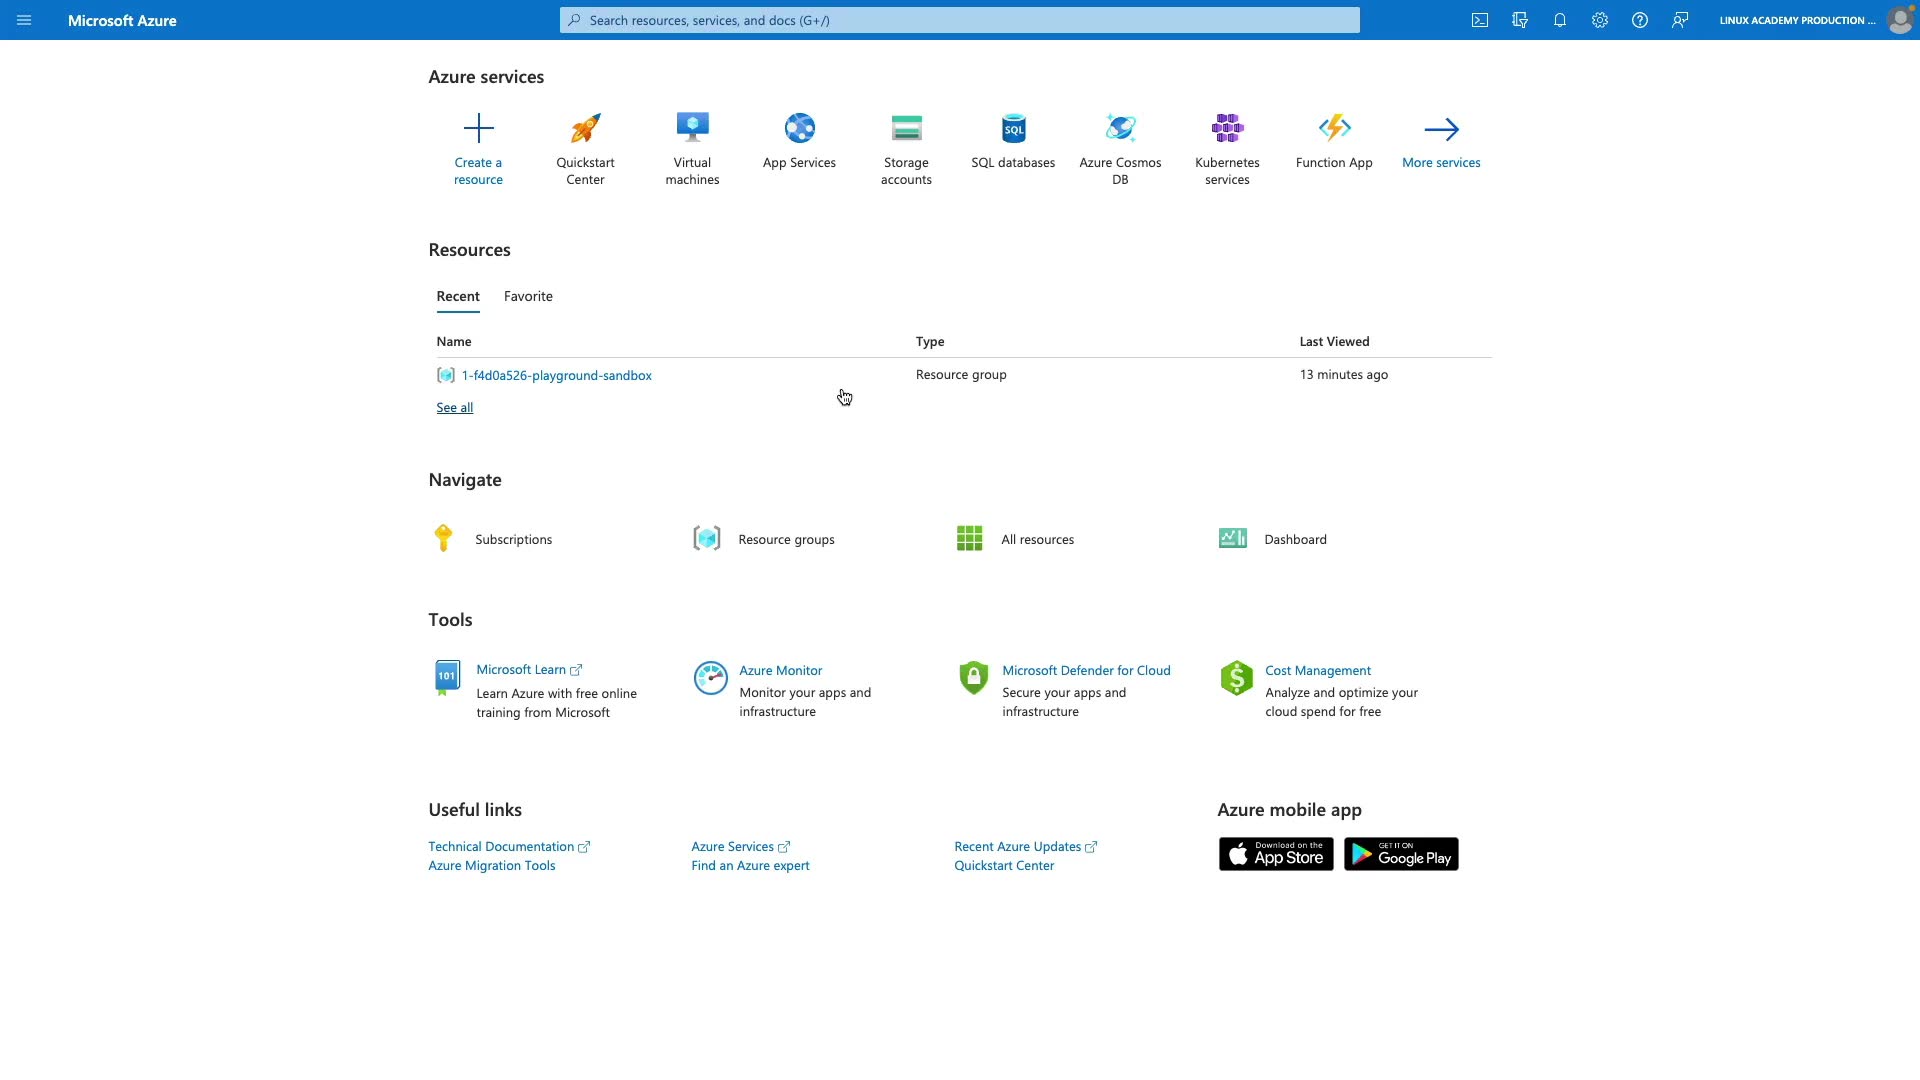 Microsoft Azure
Search resources, services, and docs (G+/)
LINUX ACADEMY PRODUCTION ...
Azure services
Create a
resource
Quickstart
Center
Virtual
machines
App Services
Storage
accounts
SQL
SQL databases
Azure Cosmos
DB
Kubernetes
services
Function App
More services
Resources
Recent
Favorite
Name
Type
Last Viewed
1-f4d0a526-playground-sandbox
Resource group
13 minutes ago
See all
Navigate
Subscriptions
Resource groups
All resources
Dashboard
Tools
101
Microsoft Learn
Learn Azure with free online
training from Microsoft
Azure Monitor
Monitor your apps and
infrastructure
Microsoft Defender for Cloud
Secure your apps and
infrastructure
Cost Management
Analyze and optimize your
cloud spend for free
Useful links
Technical Documentation
Azure Migration Tools
Azure Services
Find an Azure expert
Recent Azure Updates
Quickstart Center
Azure mobile app
Download on the
App Store
GET IT ON
Google Play